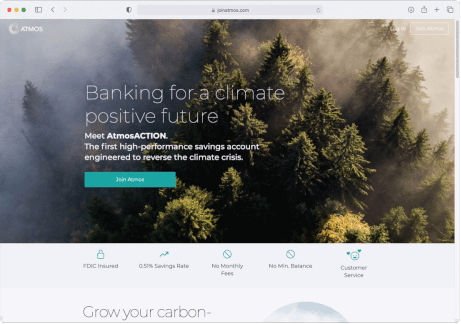 joinatmos.com
ATMOS
Log In
Join Atmos
Banking for a climate
positive future
Meet AtmosACTION.
The first high-performance savings account
engineered to reverse the climate crisis.
Join Atmos
FDIC Insured
0.51% Savings Rate
No Monthly
Fees
No Min. Balance
Customer
Service
Grow your carbon-